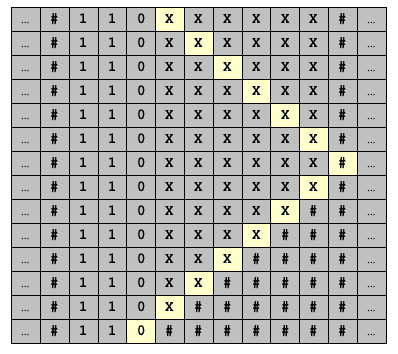 ... # 1 1 0 X X X X X X # ...
... # 1 1 0 X X X X X X # ...
... # 1 1 0 X X X X X X # ...
... # 1 1 0 X X X X X X # ...
... # 1 1 0 X X X X X X # ...
... # 1 1 0 X X X X X X # ...
... # 1 1 0 X X X X X X # ...
... # 1 1 0 X X X X X X # ...
... # 1 1 0 X X X X X # # ...
... # 1 1 0 X X X X # # # ...
... # 1 1 0 X X X # # # # ...
... # 1 1 0 X X # # # # # ...
... # 1 1 0 X # # # # # # ...
... # 1 1 0 # # # # # # # ...